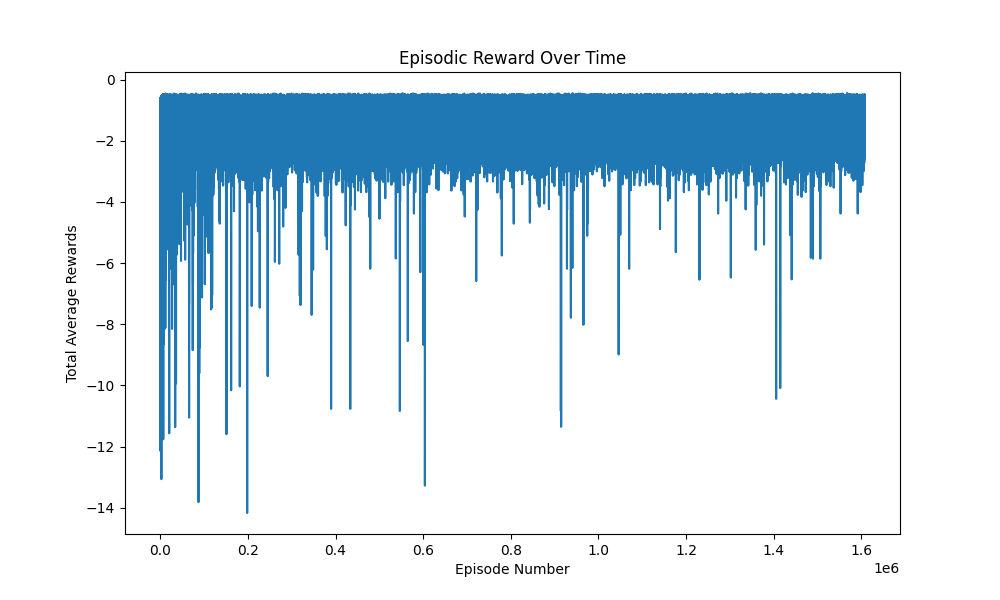 Episodic Reward Over Time
0
−2
−4
−6
−8
−10
−12
−14
Total Average Rewards
0.0 0.2 0.4 0.6 0.8 1.0 1.2 1.4 1.6
1e6
Episode Number